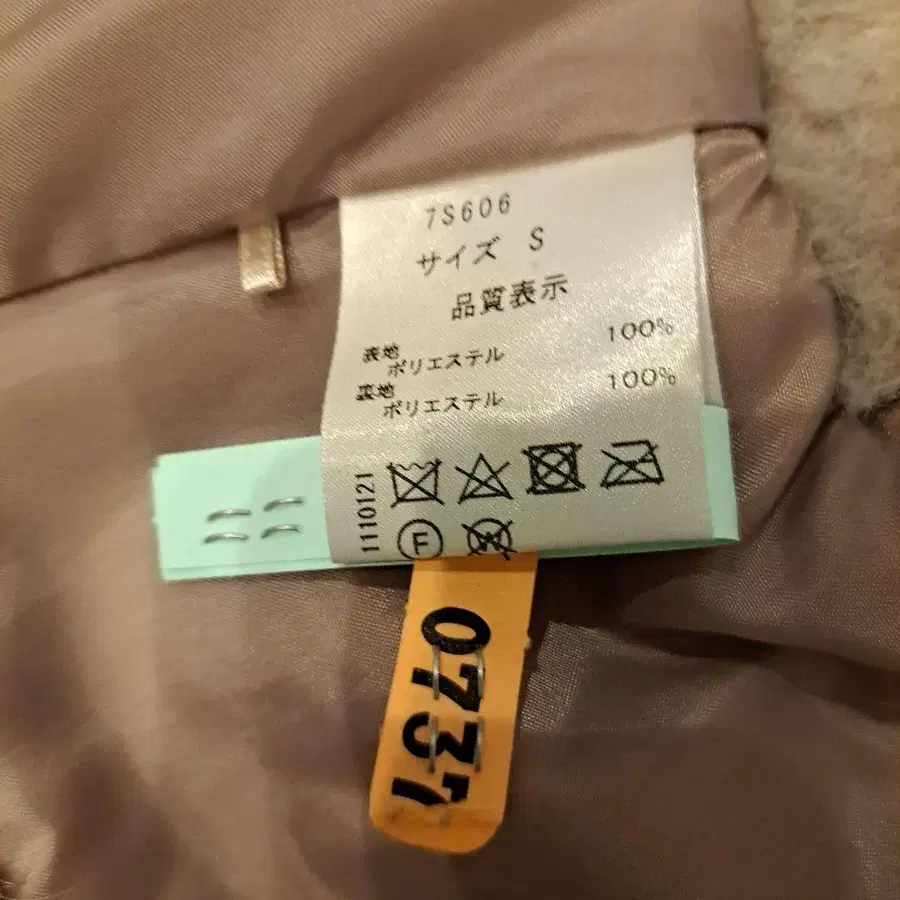 7S606
サイズ S
品質表示
表地
ポリエステル 100%
裏地
ポリエステル 100%
1110121
F W
0737